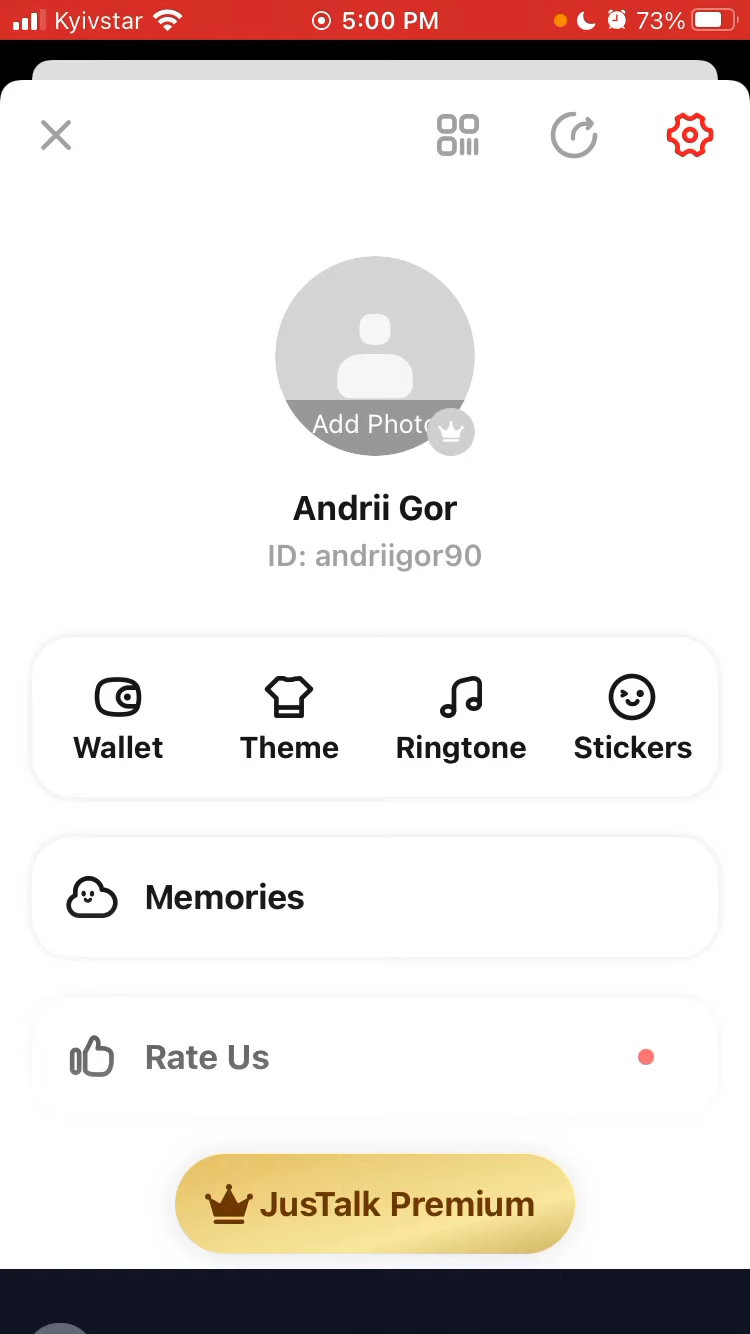 Kyivstar 5:00 PM 73%
Add Photo
Andrii Gor
ID: andriigor90
Wallet Theme Ringtone Stickers
Memories
Rate Us
JusTalk Premium